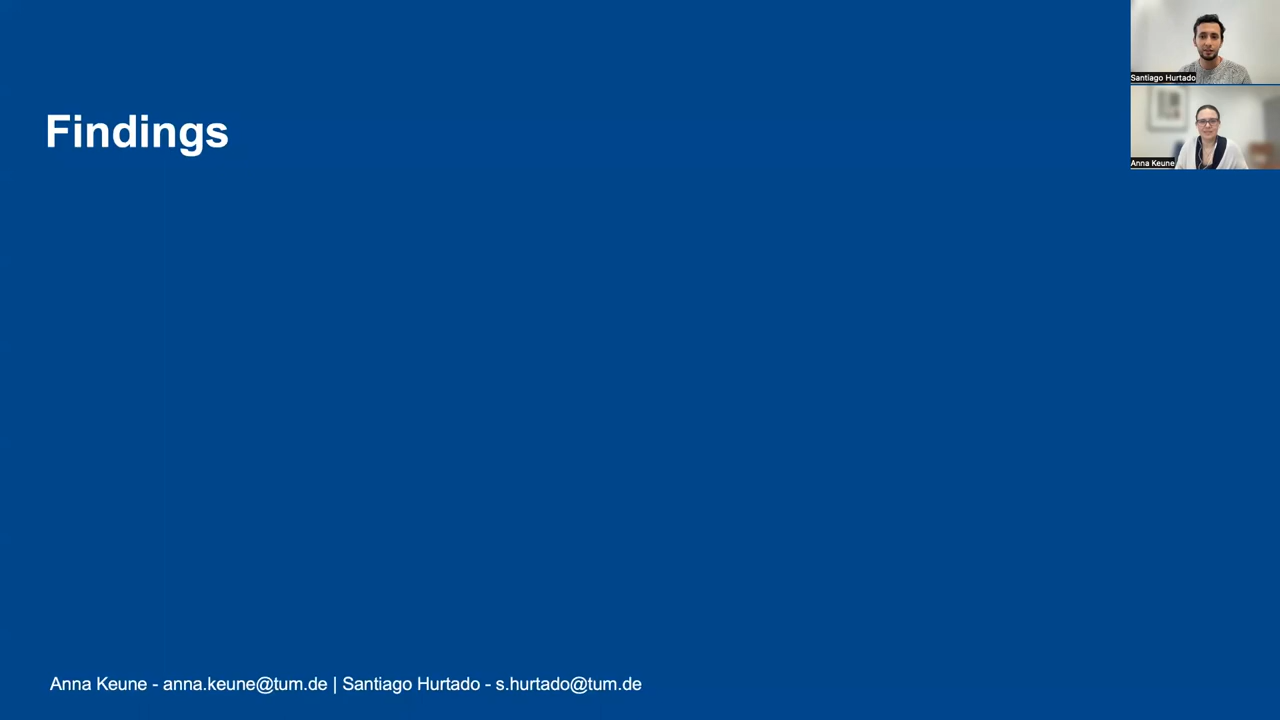 Santiago Hurtado
Findings
Anna Keune
Anna Keune - anna.keune@tum.de | Santiago Hurtado - s.hurtado@tum.de